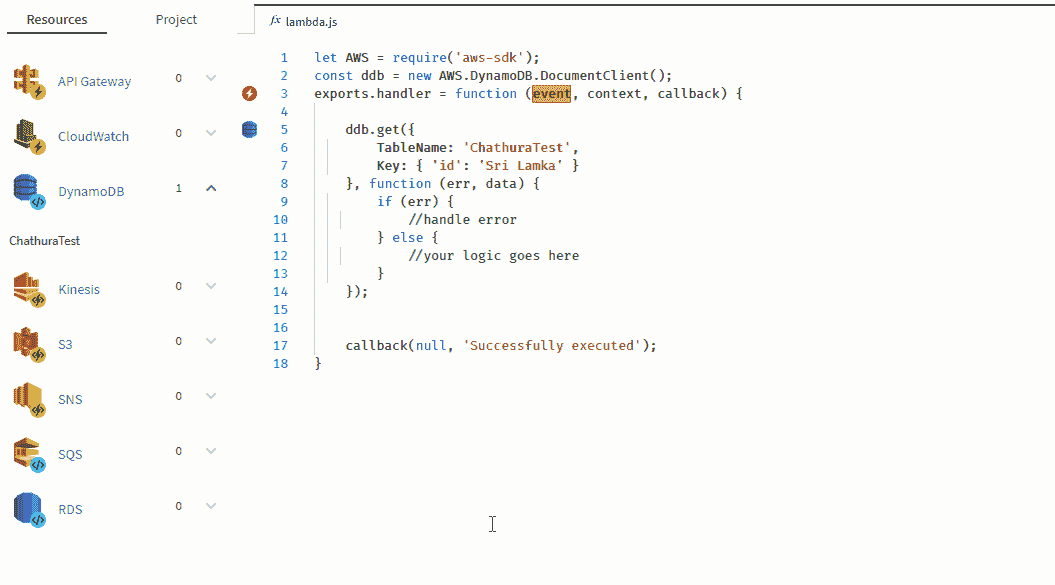 Resources Project
fx lambda.js
API Gateway 0
CloudWatch 0
DynamoDB 1
ChathuraTest
Kinesis 0
S3 0
SNS 0
SQS 0
RDS 0
1 let AWS = require('aws-sdk');
2 const ddb = new AWS.DynamoDB.DocumentClient();
3 exports.handler = function (event, context, callback) {
4
5 ddb.get({
6 TableName: 'ChathuraTest',
7 Key: { 'id': 'Sri Lamka' }
8 }, function (err, data) {
9 if (err) {
10 //handle error
11 } else {
12 //your logic goes here
13 }
14 });
15
16
17 callback(null, 'Successfully executed');
18 }